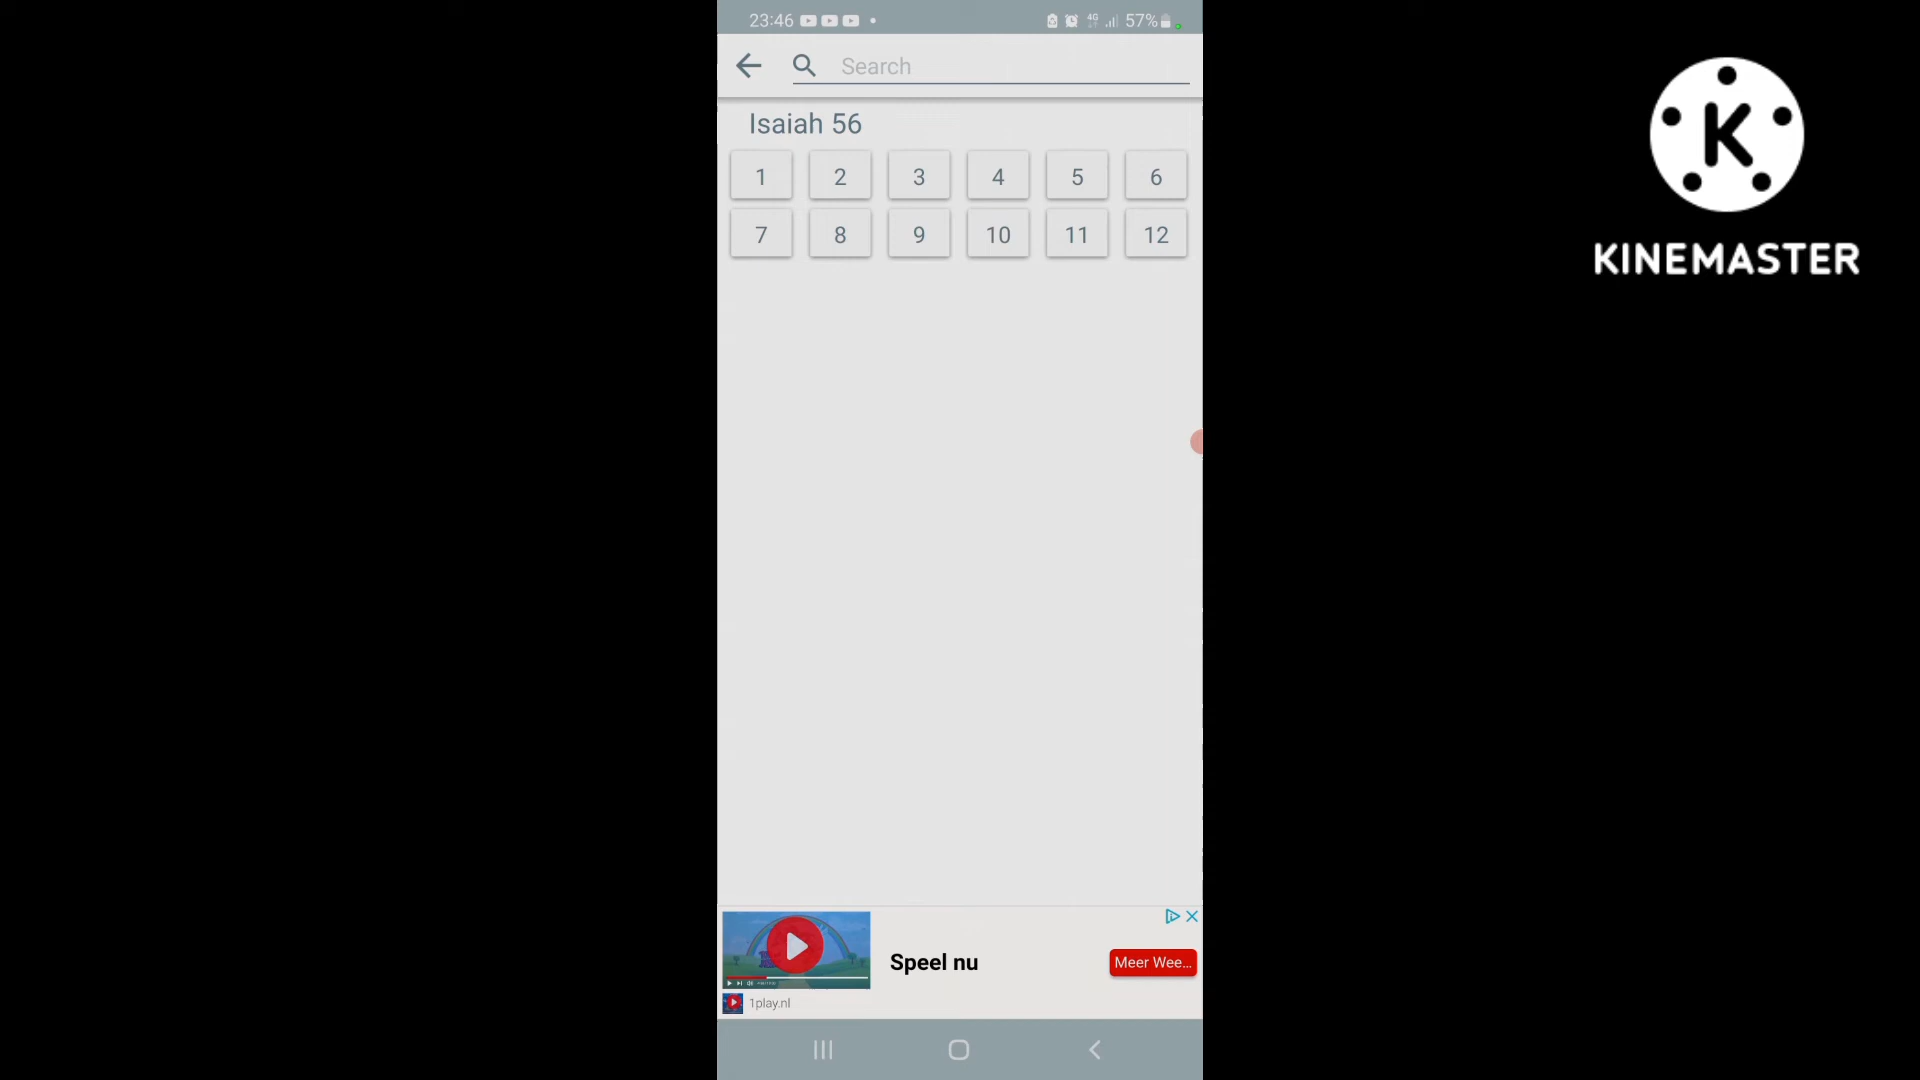 23:46 4G 57%
Search
Isaiah 56
1 2 3 4 5 6
7 8 9 10 11 12
Speel nu
Meer Wee...
1play.nl
K
KINEMASTER